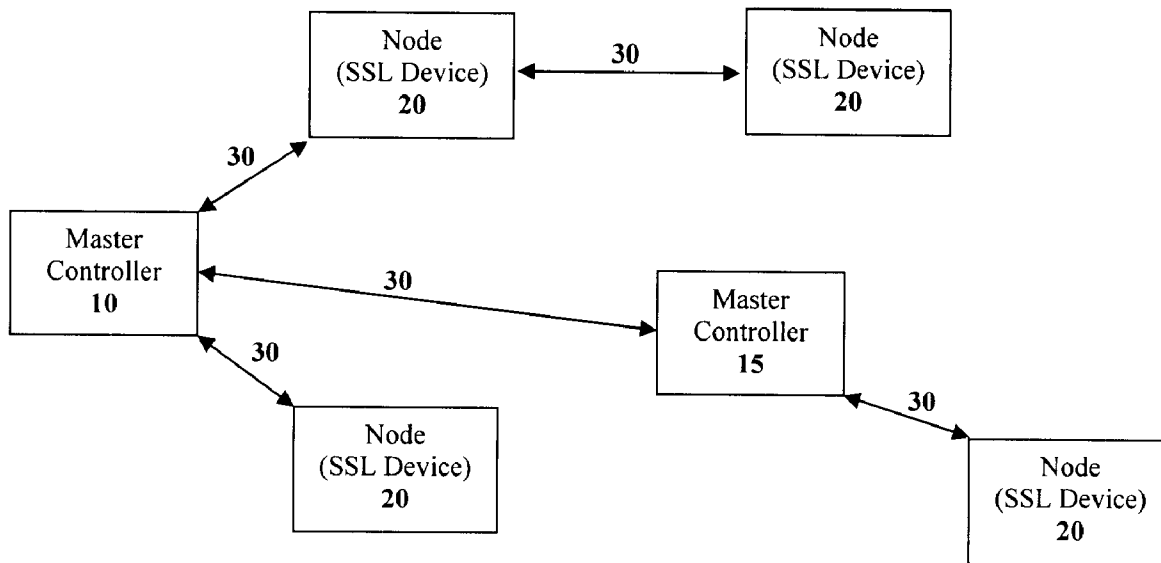 Node
(SSL Device)
20
30
Node
(SSL Device)
20
30
Master
Controller
10
30
Master
Controller
15
30
Node
(SSL Device)
20
30
Node
(SSL Device)
20